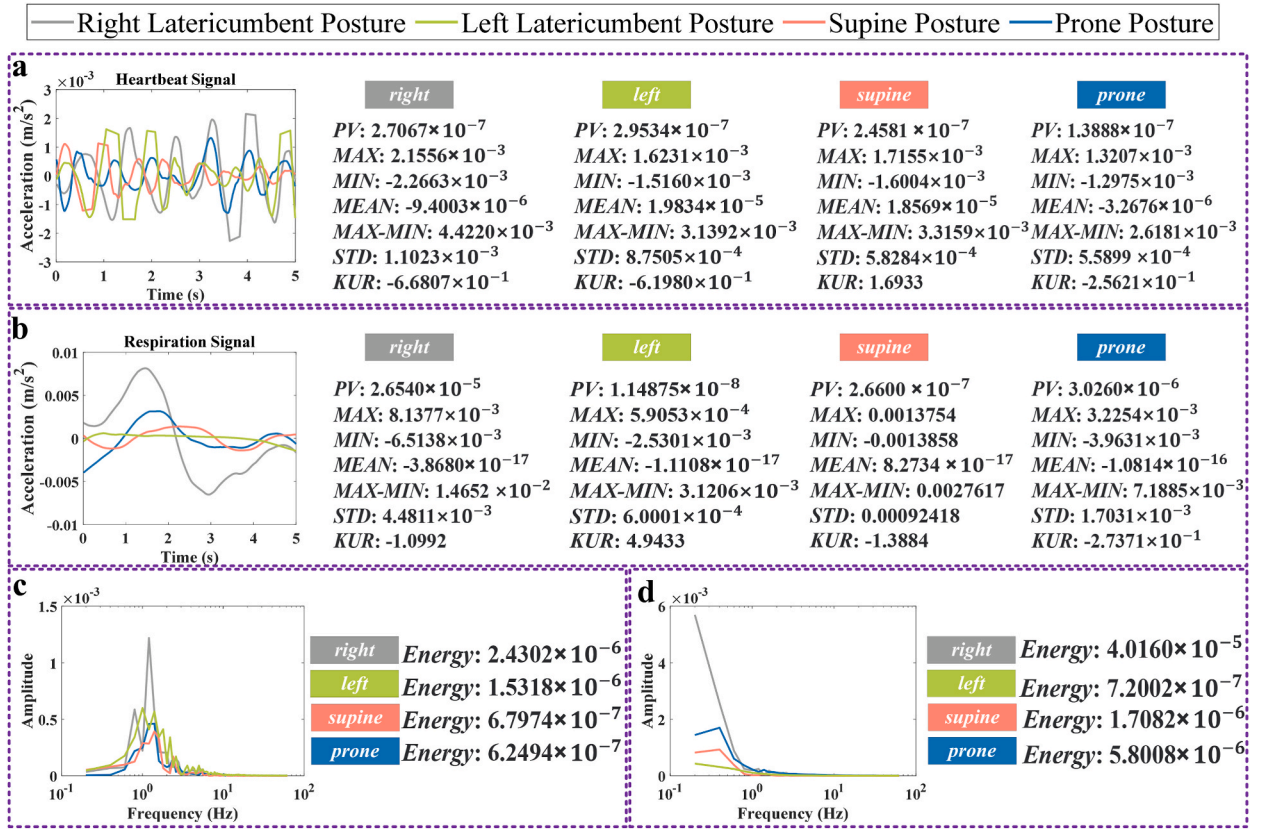 Right Latericumbent Posture Left Latericumbent Posture Supine Posture Prone Posture
a
×10⁻³ Heartbeat Signal
Acceleration (m/s²)
3
2
1
0
-1
-2
-3
0 1 2 3 4 5
Time (s)
right
PV: 2.7067×10⁻⁷
MAX: 2.1556×10⁻³
MIN: -2.2663×10⁻³
MEAN: -9.4003×10⁻⁶
MAX-MIN: 4.4220×10⁻³
STD: 1.1023×10⁻³
KUR: -6.6807×10⁻¹
left
PV: 2.9534×10⁻⁷
MAX: 1.6231×10⁻³
MIN: -1.5160×10⁻³
MEAN: 1.9834×10⁻⁵
MAX-MIN: 3.1392×10⁻³
STD: 8.7505×10⁻⁴
KUR: -6.1980×10⁻¹
supine
PV: 2.4581×10⁻⁷
MAX: 1.7155×10⁻³
MIN: -1.6004×10⁻³
MEAN: 1.8569×10⁻⁵
MAX-MIN: 3.3159×10⁻³
STD: 5.8284×10⁻⁴
KUR: 1.6933
prone
PV: 1.3888×10⁻⁷
MAX: 1.3207×10⁻³
MIN: -1.2975×10⁻³
MEAN: -3.2676×10⁻⁶
MAX-MIN: 2.6181×10⁻³
STD: 5.5899 ×10⁻⁴
KUR: -2.5621×10⁻¹
b
Respiration Signal
Acceleration (m/s²)
0.01
0.005
0
-0.005
-0.01
0 1 2 3 4 5
Time (s)
right
PV: 2.6540×10⁻⁵
MAX: 8.1377×10⁻³
MIN: -6.5138×10⁻³
MEAN: -3.8680×10⁻¹⁷
MAX-MIN: 1.4652 ×10⁻²
STD: 4.4811×10⁻³
KUR: -1.0992
left
PV: 1.14875×10⁻⁸
MAX: 5.9053×10⁻⁴
MIN: -2.5301×10⁻³
MEAN: -1.1108×10⁻¹⁷
MAX-MIN: 3.1206×10⁻³
STD: 6.0001×10⁻⁴
KUR: 4.9433
supine
PV: 2.6600 ×10⁻⁷
MAX: 0.0013754
MIN: -0.0013858
MEAN: 8.2734 ×10⁻¹⁷
MAX-MIN: 0.0027617
STD: 0.00092418
KUR: -1.3884
prone
PV: 3.0260×10⁻⁶
MAX: 3.2254×10⁻³
MIN: -3.9631×10⁻³
MEAN: -1.0814×10⁻¹⁶
MAX-MIN: 7.1885×10⁻³
STD: 1.7031×10⁻³
KUR: -2.7371×10⁻¹
c
×10⁻³
Amplitude
1.5
1
0.5
0
10⁻¹ 10⁰ 10¹ 10²
Frequency (Hz)
right Energy: 2.4302×10⁻⁶
left Energy: 1.5318×10⁻⁶
supine Energy: 6.7974×10⁻⁷
prone Energy: 6.2494×10⁻⁷
d
×10⁻³
Amplitude
6
4
2
0
10⁻¹ 10⁰ 10¹ 10²
Frequency (Hz)
right Energy: 4.0160×10⁻⁵
left Energy: 7.2002×10⁻⁷
supine Energy: 1.7082×10⁻⁶
prone Energy: 5.8008×10⁻⁶